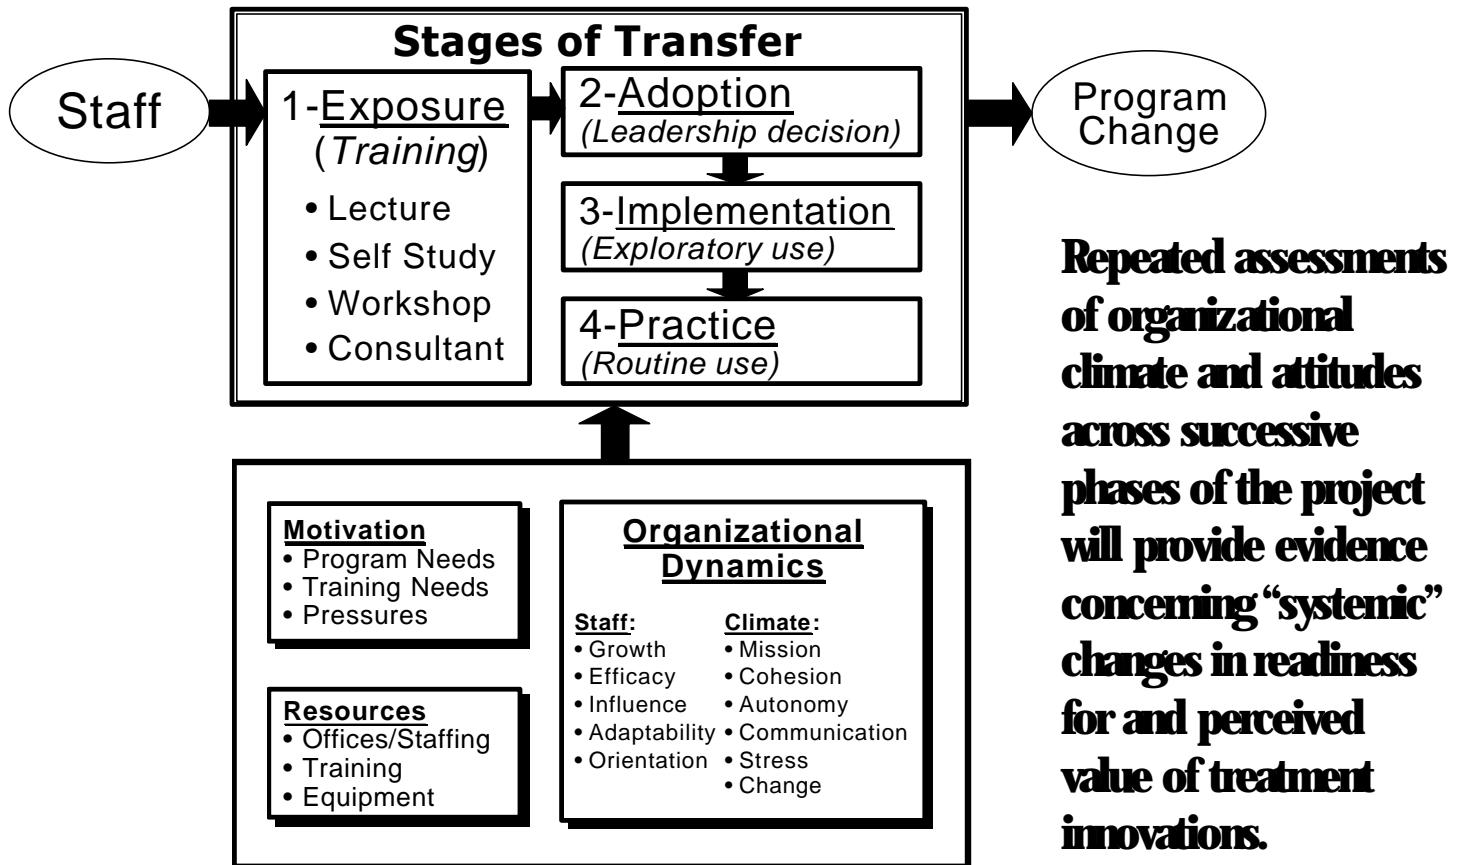 Stages of Transfer
Staff
1-Exposure
(Training)
• Lecture
• Self Study
• Workshop
• Consultant
2-Adoption
(Leadership decision)
3-Implementation
(Exploratory use)
4-Practice
(Routine use)
Program
Change
Motivation
• Program Needs
• Training Needs
• Pressures
Resources
• Offices/Staffing
• Training
• Equipment
Organizational
Dynamics
Staff:
• Growth
• Efficacy
• Influence
• Adaptability
• Orientation
Climate:
• Mission
• Cohesion
• Autonomy
• Communication
• Stress
• Change
Repeated assessments
of organizational
climate and attitudes
across successive
phases of the project
will provide evidence
concerning “systemic”
changes in readiness
for and perceived
value of treatment
innovations.